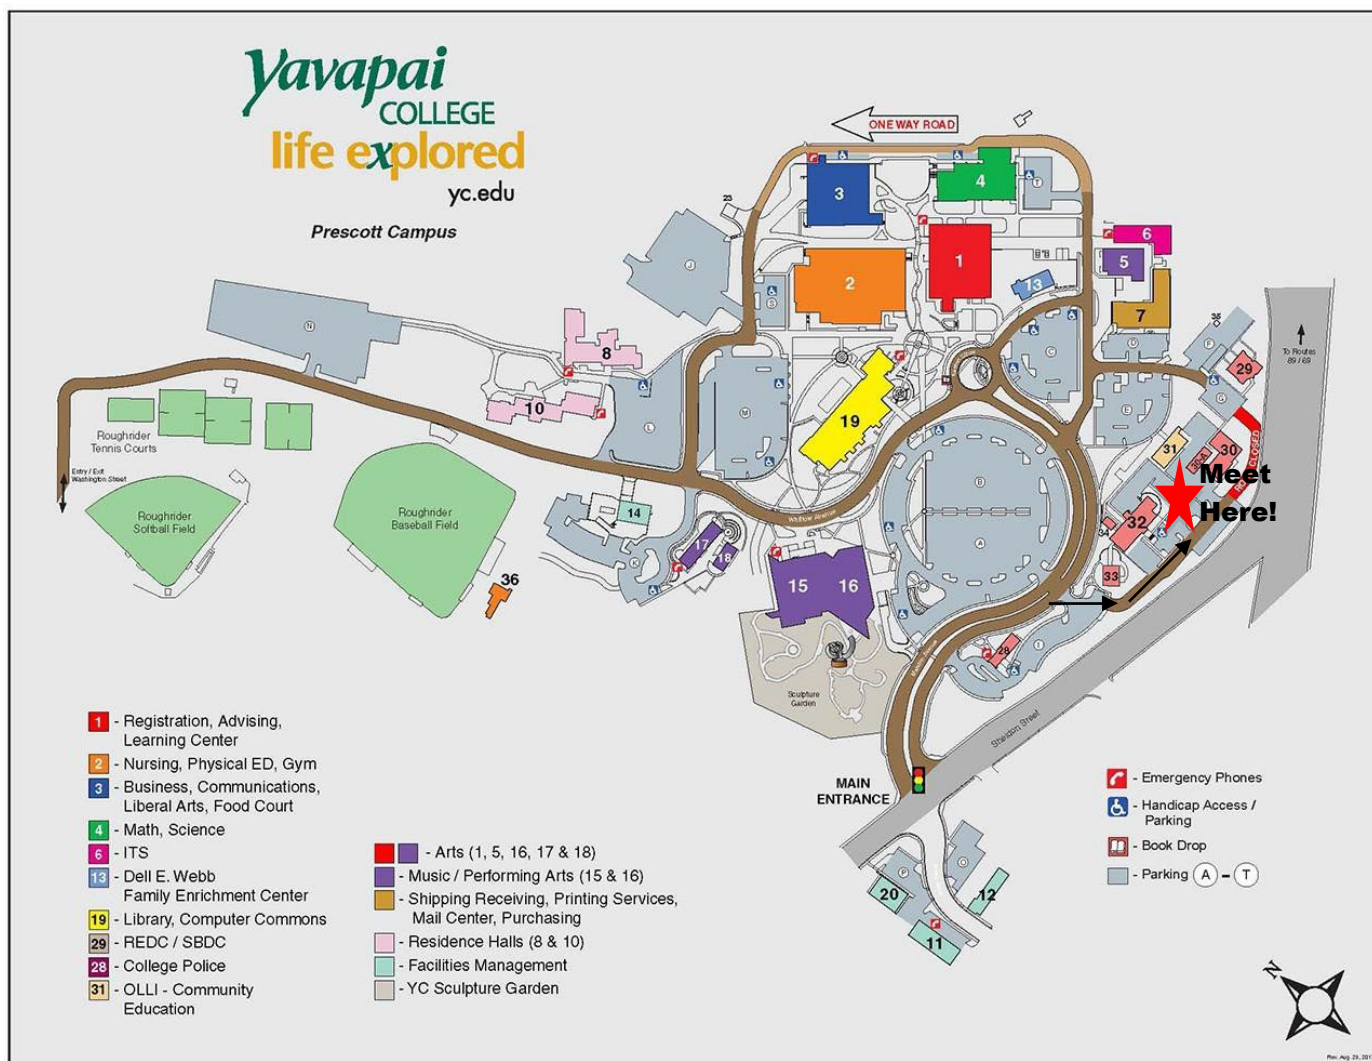 Yavapai
COLLEGE
life explored
yc.edu
Prescott Campus
ONE WAY ROAD
23
3
4
T
6
5
J
1
2
13
S
7
35
To Routes
89 / 69
N
8
C
D
F
29
G
10
19
M
L
E
31
30-A
30
CLOSED
Roughrider
Tennis Courts
Entry / Exit
Washington Street
Roughrider
Softball Field
Roughrider
Baseball Field
B
Meet
Here!
14
Whitlow Avenue
A
32
34
17
18
K
33
36
15
16
28
I
Sculpture
Garden
Sheldon Street
MAIN
ENTRANCE
O
P
20
12
11
1 - Registration, Advising,
Learning Center
2 - Nursing, Physical ED, Gym
3 - Business, Communications,
Liberal Arts, Food Court
4 - Math, Science
6 - ITS
13 - Dell E. Webb
Family Enrichment Center
19 - Library, Computer Commons
29 - REDC / SBDC
28 - College Police
31 - OLLI - Community
Education
- Arts (1, 5, 16, 17 & 18)
- Music / Performing Arts (15 & 16)
- Shipping Receiving, Printing Services,
Mail Center, Purchasing
- Residence Halls (8 & 10)
- Facilities Management
- YC Sculpture Garden
- Emergency Phones
- Handicap Access /
Parking
- Book Drop
- Parking A - T
N